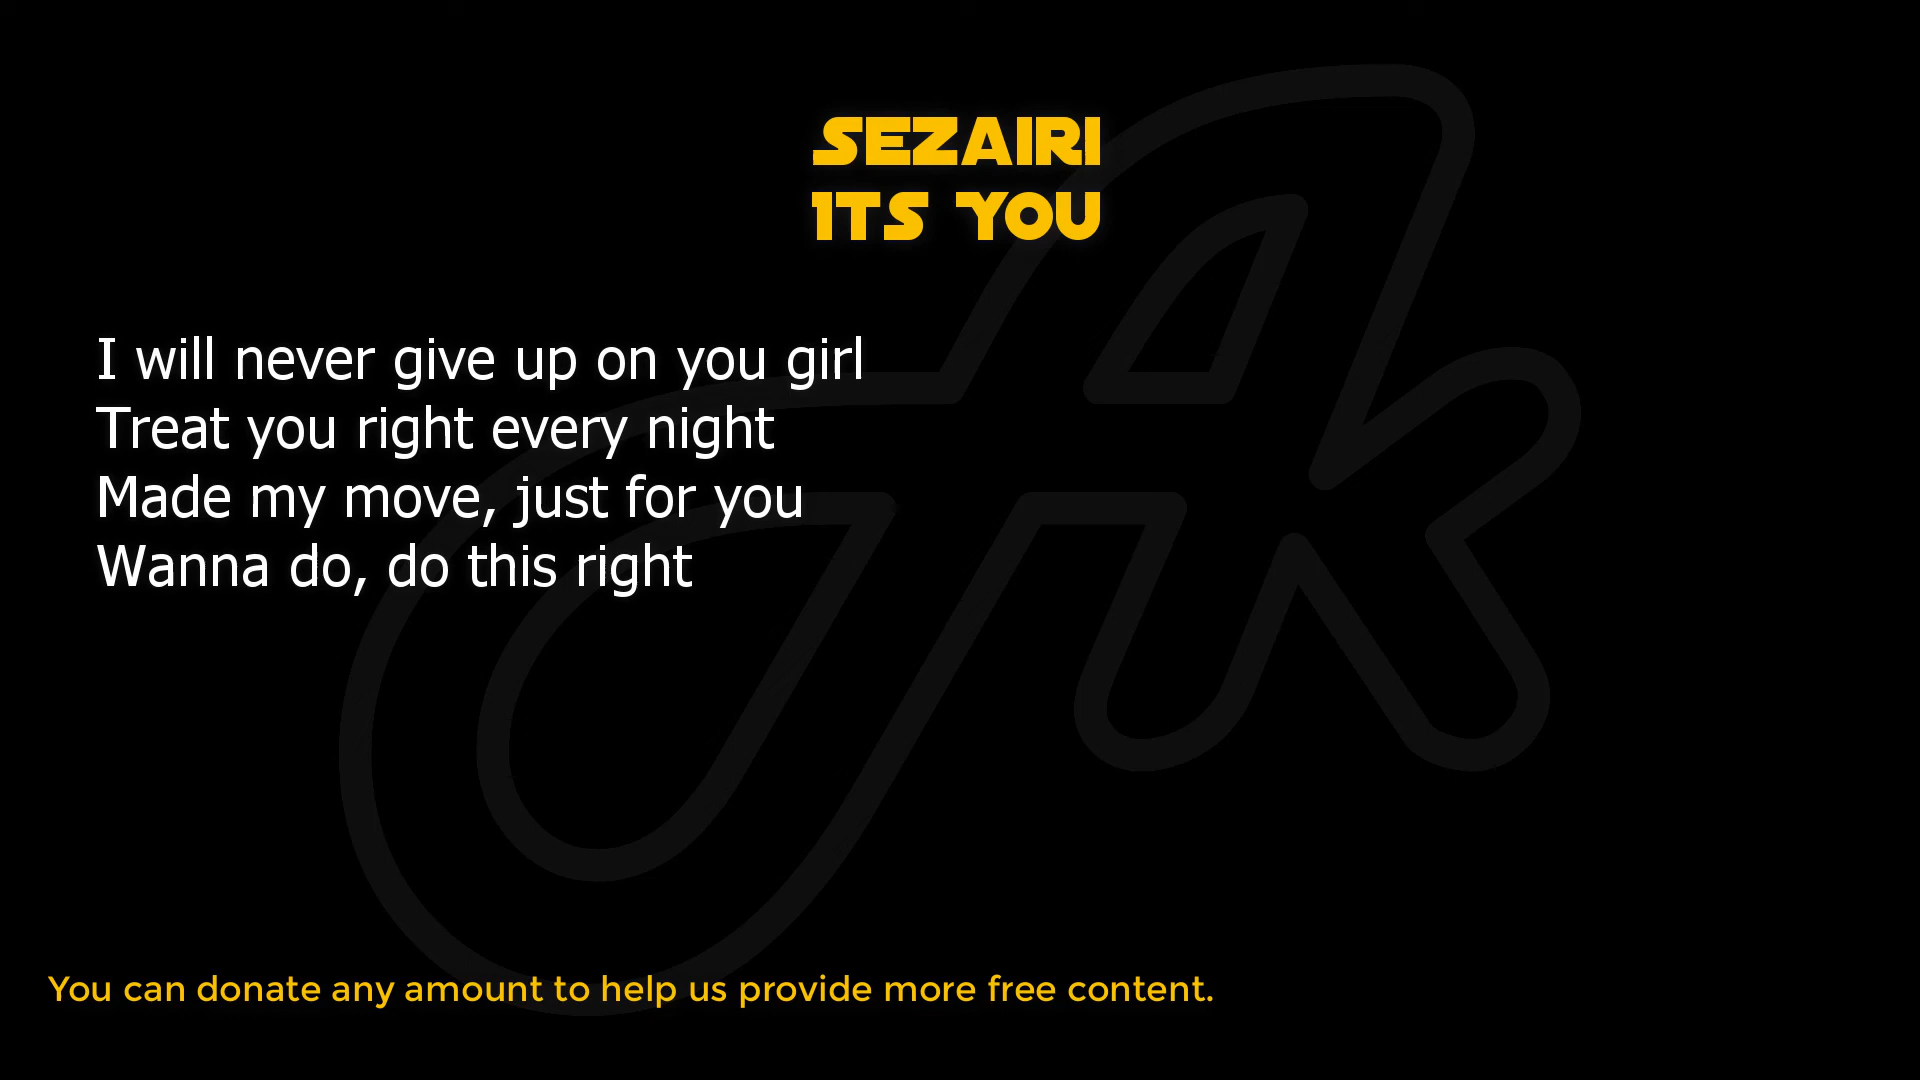 SEZAIRI
ITS YOU
I will never give up on you girl
Treat you right every night
Made my move, just for you
Wanna do, do this right
You can donate any amount to help us provide more free content.